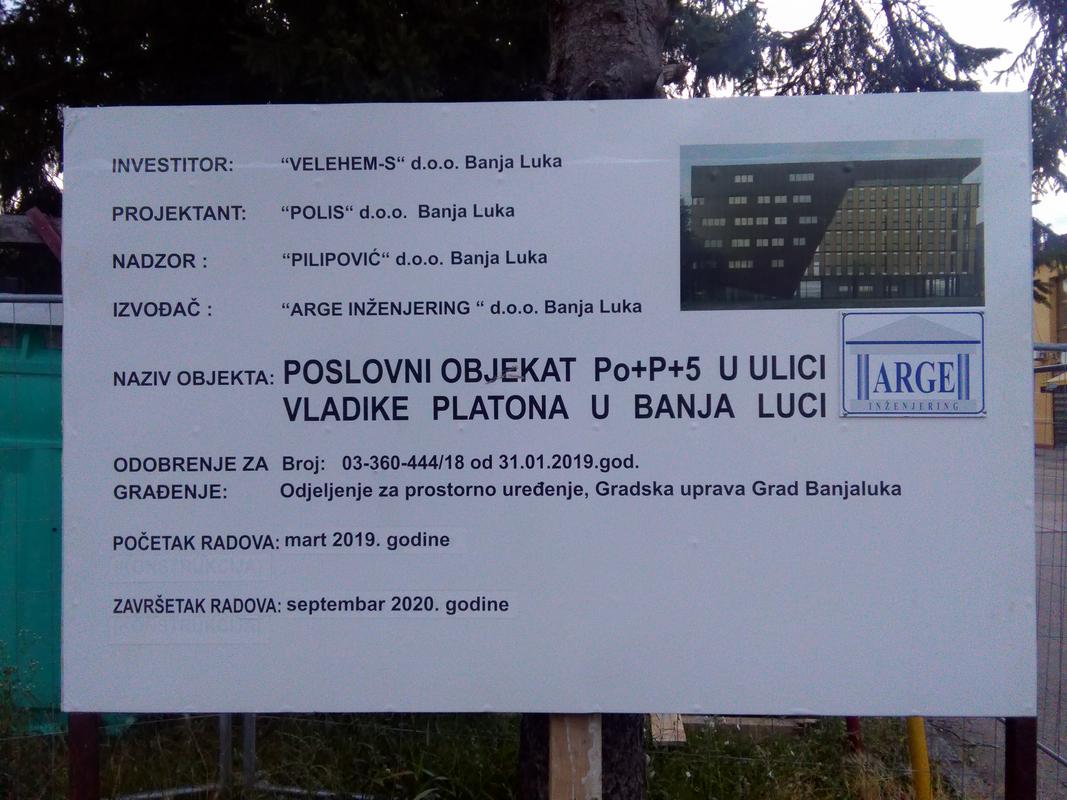 INVESTITOR: “VELEHEM-S“ d.o.o. Banja Luka
PROJEKTANT: “POLIS“ d.o.o. Banja Luka
NADZOR : “PILIPOVIĆ“ d.o.o. Banja Luka
IZVOĐAČ : “ARGE INŽENJERING “ d.o.o. Banja Luka
NAZIV OBJEKTA: POSLOVNI OBJEKAT Po+P+5 U ULICI
VLADIKE PLATONA U BANJA LUCI
ARGE
INŽENJERING
ODOBRENJE ZA Broj: 03-360-444/18 od 31.01.2019.god.
GRAĐENJE: Odjeljenje za prostorno uređenje, Gradska uprava Grad Banjaluka
POČETAK RADOVA: mart 2019. godine
(KONSTRUKCIJA)
ZAVRŠETAK RADOVA: septembar 2020. godine
(KONSTRUKCIJA)